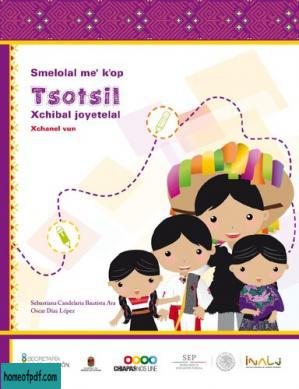 Smelolal me' k'op
Tsotsil
Xchibal joyetelal
Xchanel vun
Sebastiana Candelaria Bautista Ara
Oscar Díaz López
SECRETARÍA
CHIAPAS NOS UNE
SEP
INALI
homeofpdf.com